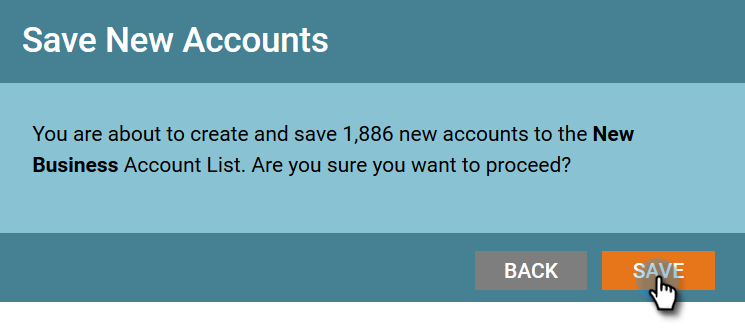 Save New Accounts
You are about to create and save 1,886 new accounts to the New
Business Account List. Are you sure you want to proceed?
BACK
SAVE